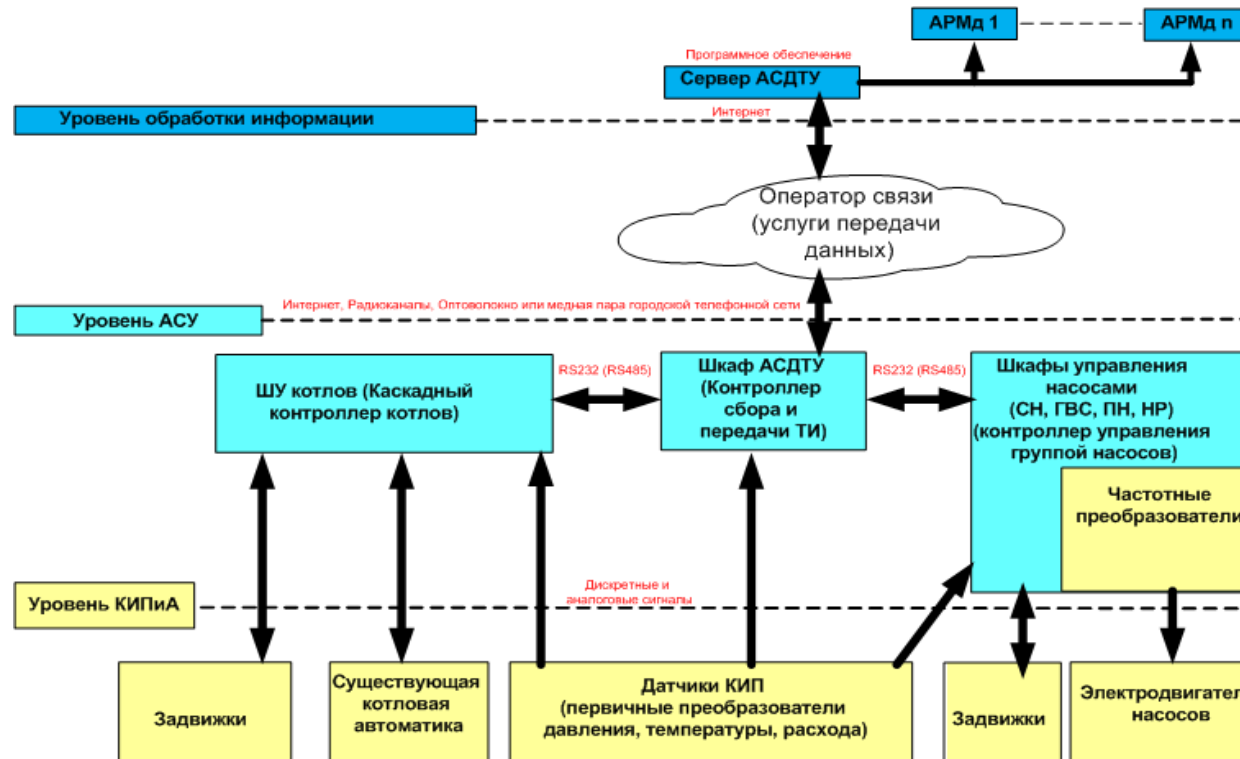 АРМд 1
АРМд n
Программное обеспечение
Сервер АСДТУ
Уровень обработки информации
Интернет
Оператор связи
(услуги передачи
данных)
Интернет, Радиоканалы, Оптоволокно или медная пара городской телефонной сети
Уровень АСУ
ШУ котлов (Каскадный
контроллер котлов)
RS232 (RS485)
Шкаф АСДТУ
(Контроллер
сбора и
передачи ТИ)
RS232 (RS485)
Шкафы управления
насосами
(СН, ГВС, ПН, НР)
(контроллер управления
группой насосов)
Частотные
преобразователи
Уровень КИПиА
Дискретные и
аналоговые сигналы
Задвижки
Существующая
котловая
автоматика
Датчики КИП
(первичные преобразователи
давления, температуры, расхода)
Задвижки
Электродвигател
насосов